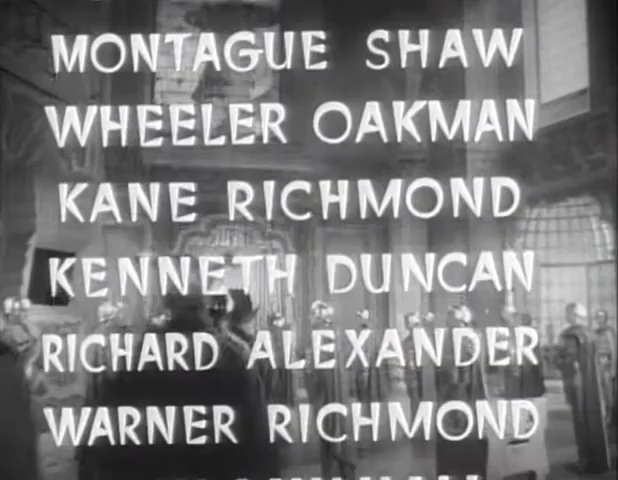 MONTAGUE SHAW
WHEELER OAKMAN
KANE RICHMOND
KENNETH DUNCAN
RICHARD ALEXANDER
WARNER RICHMOND